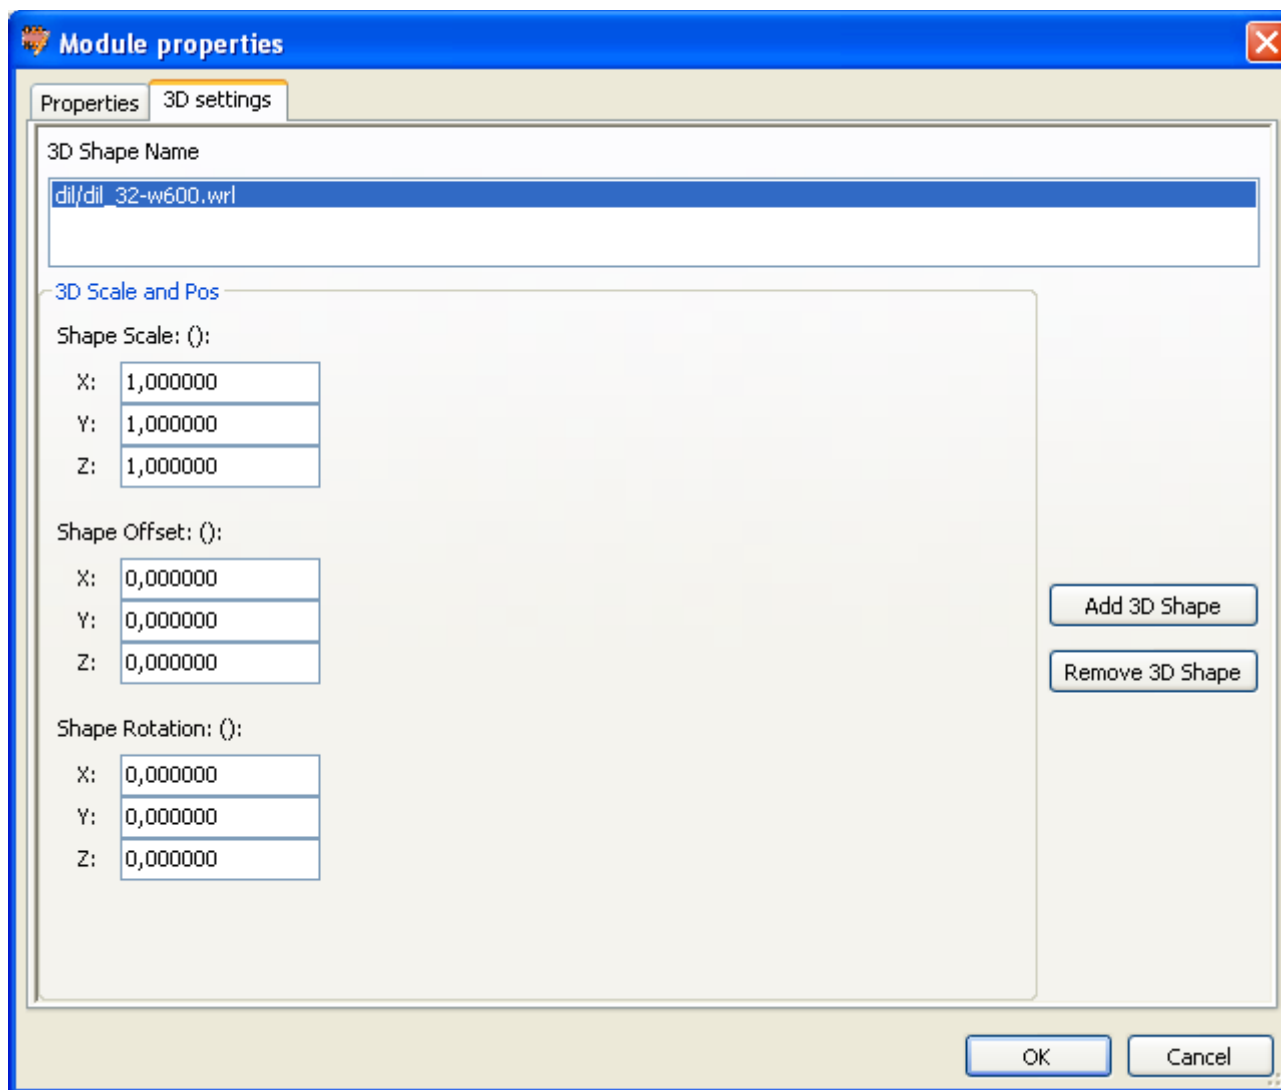 Module properties
Properties 3D settings
3D Shape Name
dil/dil_32-w600.wrl
3D Scale and Pos
Shape Scale: ():
X: 1,000000
Y: 1,000000
Z: 1,000000
Shape Offset: ():
X: 0,000000
Y: 0,000000
Z: 0,000000
Add 3D Shape
Remove 3D Shape
Shape Rotation: ():
X: 0,000000
Y: 0,000000
Z: 0,000000
OK Cancel